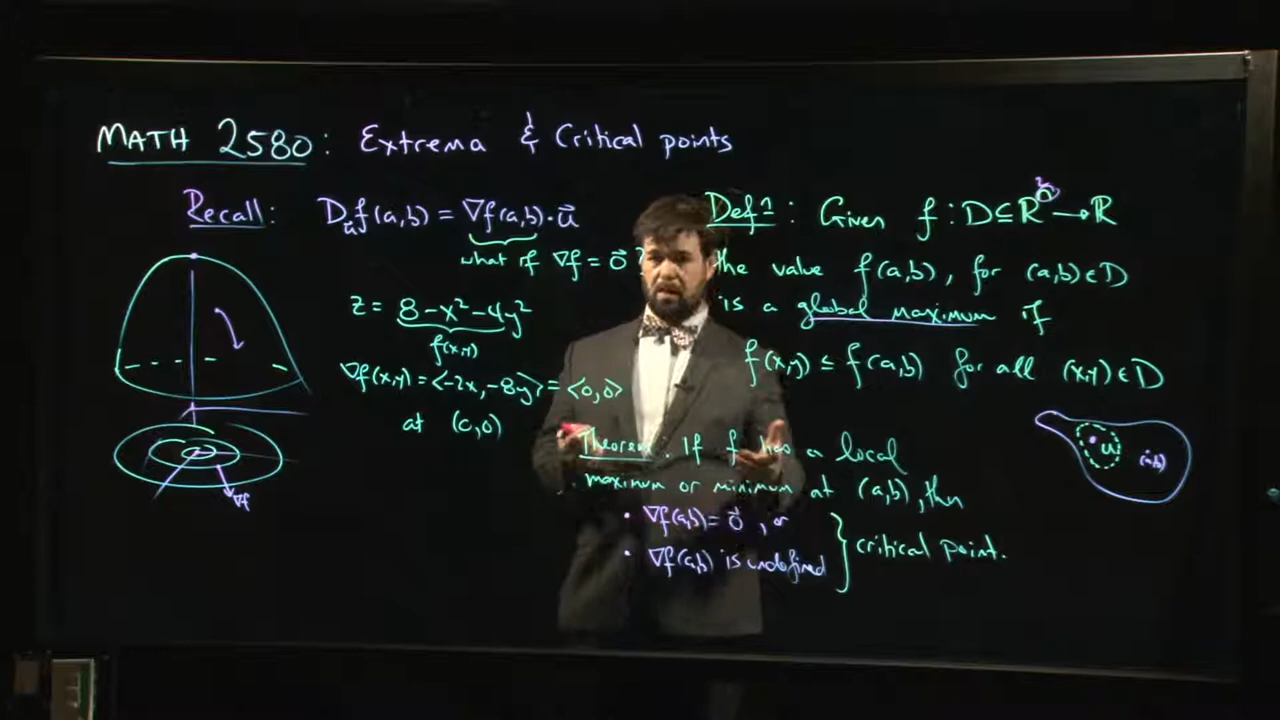 MATH 2580: Extrema & Critical points
Recall: Duf(a,b) = ∇f(a,b)·u⃗
what if ∇f = 0⃗ ?
z = 8-x²-4y²
f(x,y)
∇f(x,y) = <-2x,-8y> = <0,0>
at (0,0)
∇f
Def'n: Given f: D⊆R² → R
the value f(a,b), for (a,b)∈D
is a global maximum if
f(x,y) ≤ f(a,b) for all (x,y)∈D
U
(a,b)
Theorem: If f has a local
maximum or minimum at (a,b), then
• ∇f(a,b) = 0⃗, or
• ∇f(a,b) is undefined
critical point.